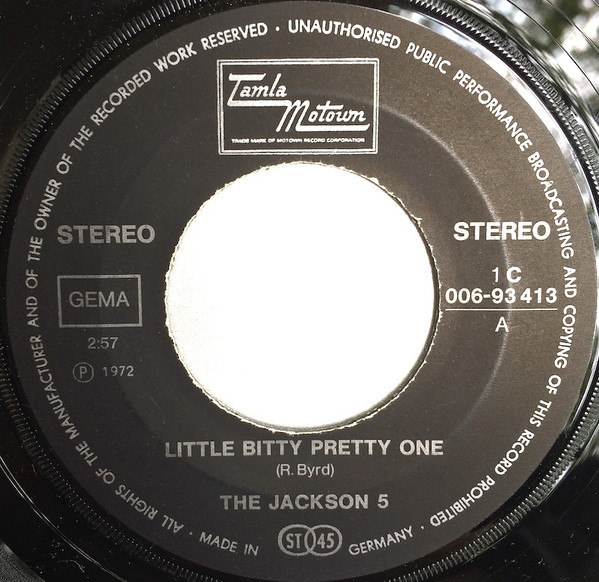 ALL RIGHTS OF THE MANUFACTURER AND OF THE OWNER OF THE RECORDED WORK RESERVED · UNAUTHORISED PUBLIC PERFORMANCE BROADCASTING AND COPYING OF THIS RECORD PROHIBITED
Tamla
Motown
TRADE MARK OF MOTOWN RECORD CORPORATION
STEREO
GEMA
2:57
Ⓟ 1972
STEREO
1 C
006-93 413
A
LITTLE BITTY PRETTY ONE
(R. Byrd)
THE JACKSON 5
· MADE IN ST 45 GERMANY ·